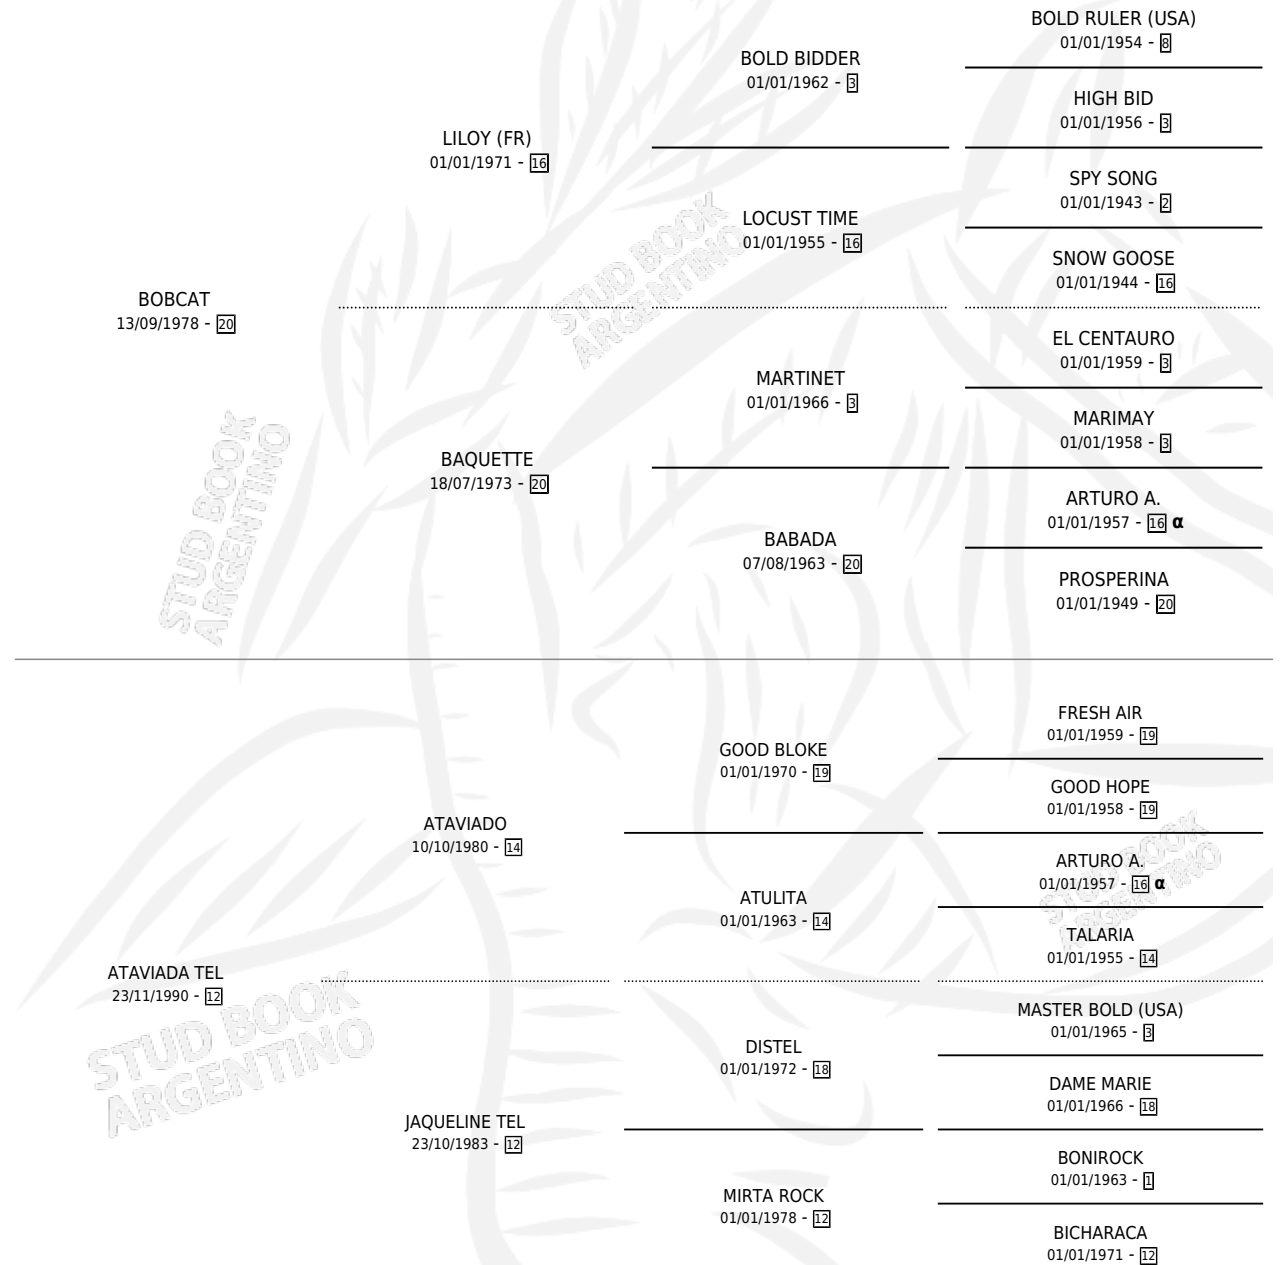 BOLD RULER (USA)
01/01/1954 - 8
BOLD BIDDER
01/01/1962 - 3
HIGH BID
01/01/1956 - 3
LILOY (FR)
01/01/1971 - 16
SPY SONG
01/01/1943 - 2
LOCUST TIME
01/01/1955 - 16
SNOW GOOSE
01/01/1944 - 16
BOBCAT
13/09/1978 - 20
EL CENTAURO
01/01/1959 - 3
MARTINET
01/01/1966 - 3
MARIMAY
01/01/1958 - 3
BAQUETTE
18/07/1973 - 20
ARTURO A.
01/01/1957 - 16 α
BABADA
07/08/1963 - 20
PROSPERINA
01/01/1949 - 20
FRESH AIR
01/01/1959 - 19
GOOD BLOKE
01/01/1970 - 19
GOOD HOPE
01/01/1958 - 19
ATAVIADO
10/10/1980 - 14
ARTURO A.
01/01/1957 - 16 α
ATULITA
01/01/1963 - 14
TALARIA
01/01/1955 - 14
ATAVIADA TEL
23/11/1990 - 12
MASTER BOLD (USA)
01/01/1965 - 3
DISTEL
01/01/1972 - 18
DAME MARIE
01/01/1966 - 18
JAQUELINE TEL
23/10/1983 - 12
BONIROCK
01/01/1963 - 1
MIRTA ROCK
01/01/1978 - 12
BICHARACA
01/01/1971 - 12
STUD BOOK
ARGENTINO
STUD BOOK
ARGENTINO
STUD BOOK
ARGENTINO
STUD BOOK
ARGENTINO